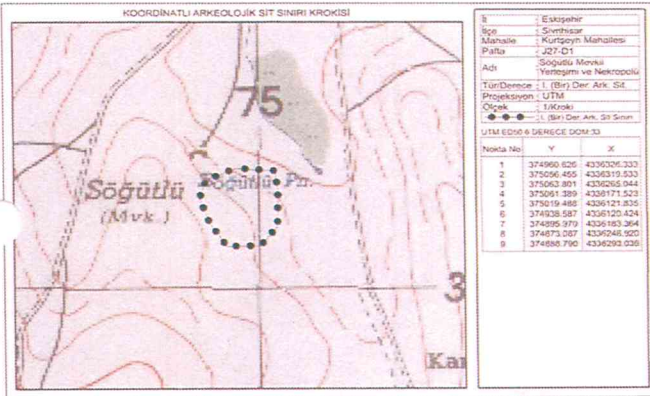 KOORDİNATLI ARKEOLOJİK SİT SINIRI KROKİSİ
75
Söğütlü
(Mvk.)
Söğütlü Pn.
3
Kar
İl : Eskişehir
İlçe : Sivrihisar
Mahalle : Kurtşeyh Mahallesi
Pafta : J27-D1
Adı : Söğütlü Mevkii
Yerleşimi ve Nekropolü
Tür/Derece : I. (Bir) Der. Ark. Sit.
Projeksiyon : UTM
Ölçek : 1/Kroki
I. (Bir) Der. Ark. Sit Sınırı
UTM ED50 6 DERECE DOM:33
Nokta No Y X
1 374960.626 4336326.333
2 375056.455 4336319.533
3 375063.801 4336265.944
4 375061.389 4336171.523
5 375019.488 4336121.835
6 374938.587 4336120.424
7 374895.979 4336183.364
8 374873.087 4336246.920
9 374888.796 4336293.036